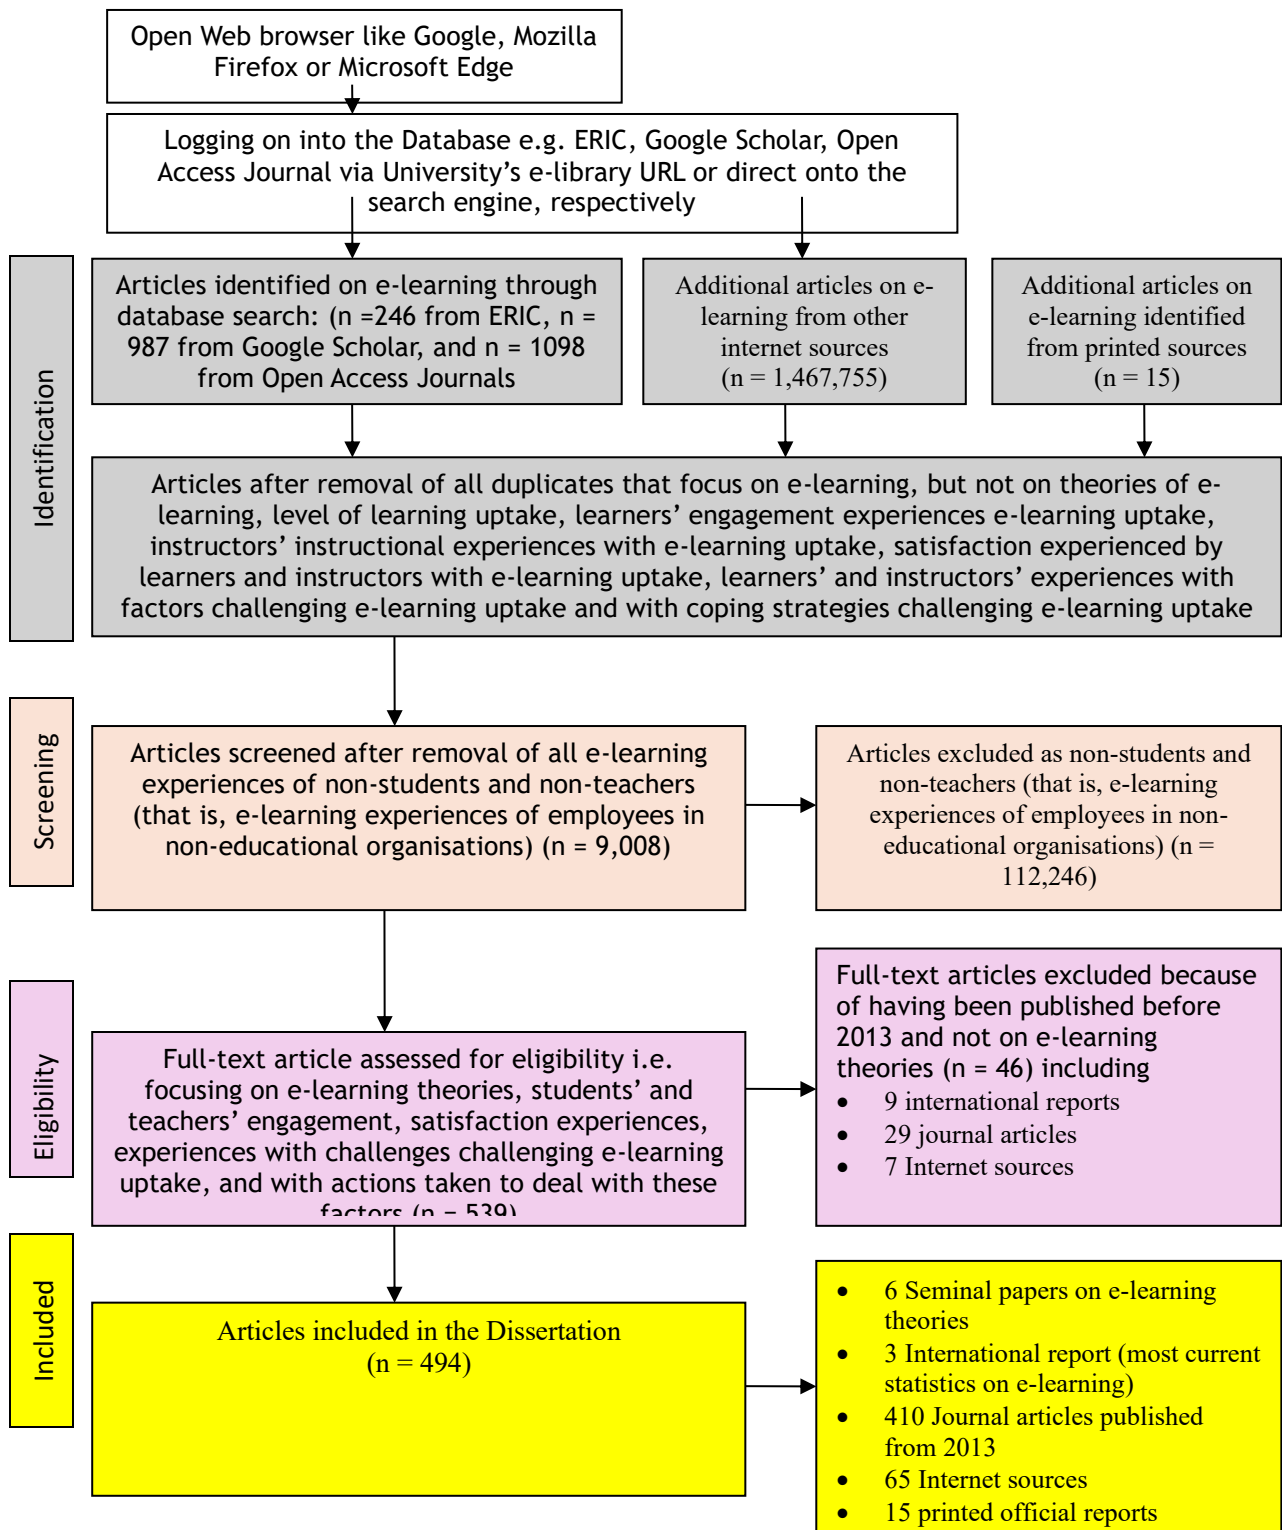 Open Web browser like Google, Mozilla
Firefox or Microsoft Edge
Logging on into the Database e.g. ERIC, Google Scholar, Open
Access Journal via University’s e-library URL or direct onto the
search engine, respectively
Identification
Articles identified on e-learning through
database search: (n =246 from ERIC, n =
987 from Google Scholar, and n = 1098
from Open Access Journals
Additional articles on e-
learning from other
internet sources
(n = 1,467,755)
Additional articles on
e-learning identified
from printed sources
(n = 15)
Articles after removal of all duplicates that focus on e-learning, but not on theories of e-
learning, level of learning uptake, learners’ engagement experiences e-learning uptake,
instructors’ instructional experiences with e-learning uptake, satisfaction experienced by
learners and instructors with e-learning uptake, learners’ and instructors’ experiences with
factors challenging e-learning uptake and with coping strategies challenging e-learning uptake
Screening
Articles screened after removal of all e-learning
experiences of non-students and non-teachers
(that is, e-learning experiences of employees in
non-educational organisations) (n = 9,008)
Articles excluded as non-students and
non-teachers (that is, e-learning
experiences of employees in non-
educational organisations) (n =
112,246)
Eligibility
Full-text article assessed for eligibility i.e.
focusing on e-learning theories, students’ and
teachers’ engagement, satisfaction experiences,
experiences with challenges challenging e-learning
uptake, and with actions taken to deal with these
factors (n = 539)
Full-text articles excluded because
of having been published before
2013 and not on e-learning
theories (n = 46) including
• 9 international reports
• 29 journal articles
• 7 Internet sources
Included
Articles included in the Dissertation
(n = 494)
• 6 Seminal papers on e-learning
theories
• 3 International report (most current
statistics on e-learning)
• 410 Journal articles published
from 2013
• 65 Internet sources
• 15 printed official reports